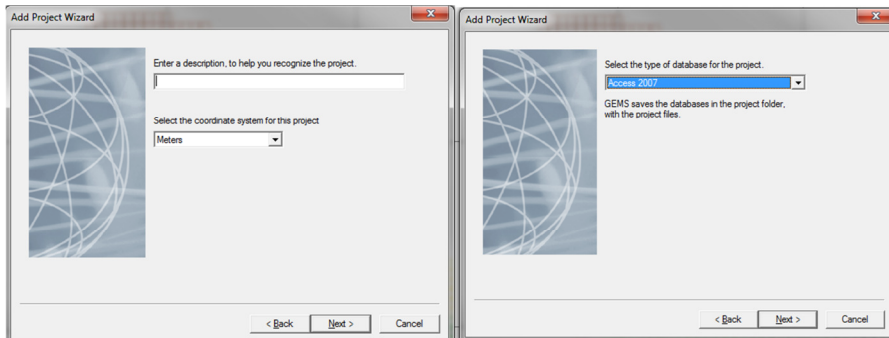 Add Project Wizard
Enter a description, to help you recognize the project.
Select the coordinate system for this project
Meters
< Back
Next >
Cancel
Add Project Wizard
Select the type of database for the project.
Access 2007
GEMS saves the databases in the project folder,
with the project files.
< Back
Next >
Cancel